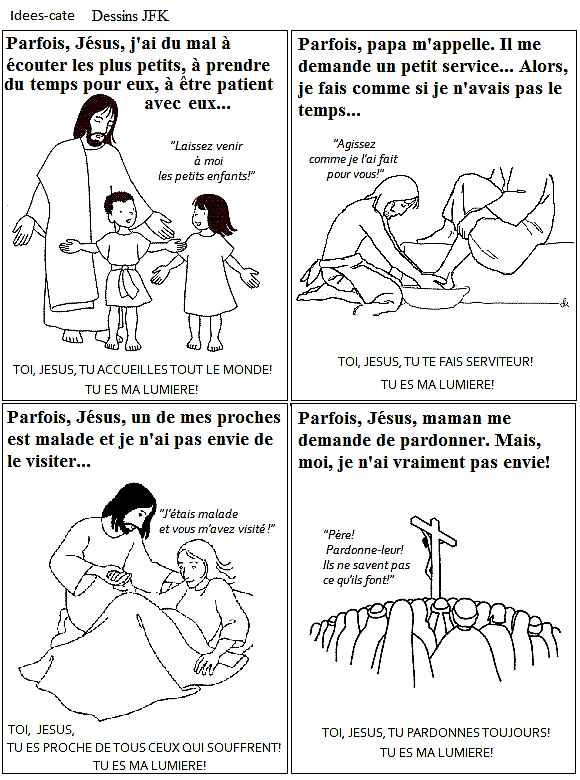 Idees-cate Dessins JFK
Parfois, Jésus, j'ai du mal à
écouter les plus petits, à prendre
du temps pour eux, à être patient
avec eux...
"Laissez venir
à moi
les petits enfants!"
TOI, JESUS, TU ACCUEILLES TOUT LE MONDE!
TU ES MA LUMIERE!
Parfois, papa m'appelle. Il me
demande un petit service... Alors,
je fais comme si je n'avais pas le
temps...
"Agissez
comme je l'ai fait
pour vous!"
TOI, JESUS, TU TE FAIS SERVITEUR!
TU ES MA LUMIERE!
Parfois, Jésus, un de mes proches
est malade et je n'ai pas envie de
le visiter...
"J'étais malade
et vous m'avez visité!"
TOI, JESUS,
TU ES PROCHE DE TOUS CEUX QUI SOUFFRENT!
TU ES MA LUMIERE!
Parfois, Jésus, maman me
demande de pardonner. Mais,
moi, je n'ai vraiment pas envie!
"Père!
Pardonne-leur!
Ils ne savent pas
ce qu'ils font!"
TOI, JESUS, TU PARDONNES TOUJOURS!
TU ES MA LUMIERE!